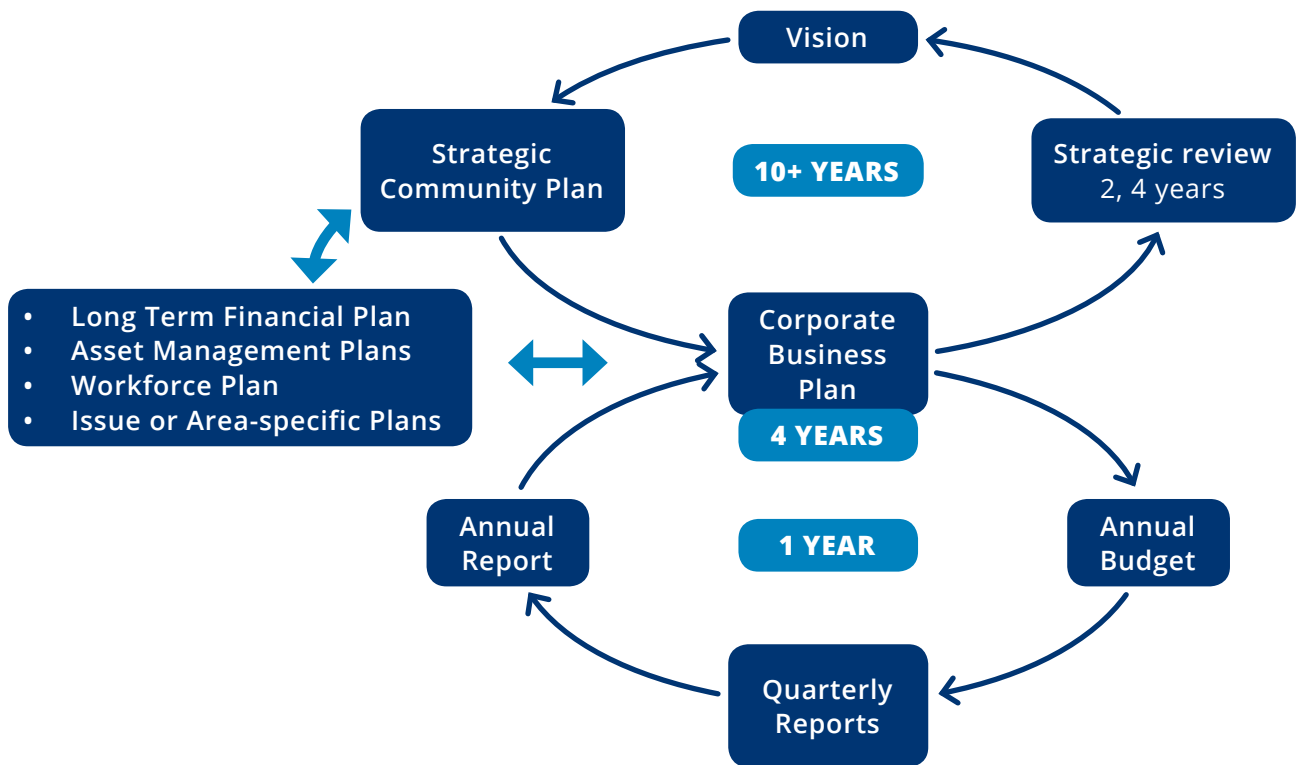 Vision
Strategic
Community Plan
10+ YEARS
Strategic review
2, 4 years
• Long Term Financial Plan
• Asset Management Plans
• Workforce Plan
• Issue or Area-specific Plans
Corporate
Business
Plan
4 YEARS
Annual
Report
1 YEAR
Annual
Budget
Quarterly
Reports